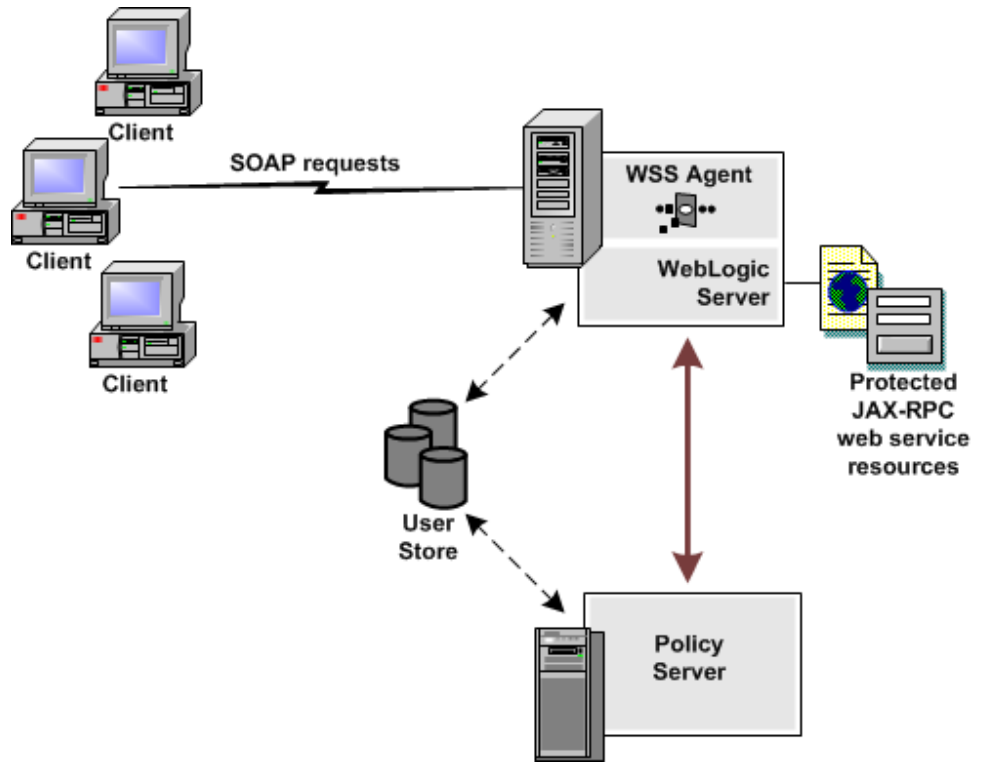 Client
SOAP requests
Client
Client
WSS Agent
WebLogic
Server
Protected
JAX-RPC
web service
resources
User
Store
Policy
Server